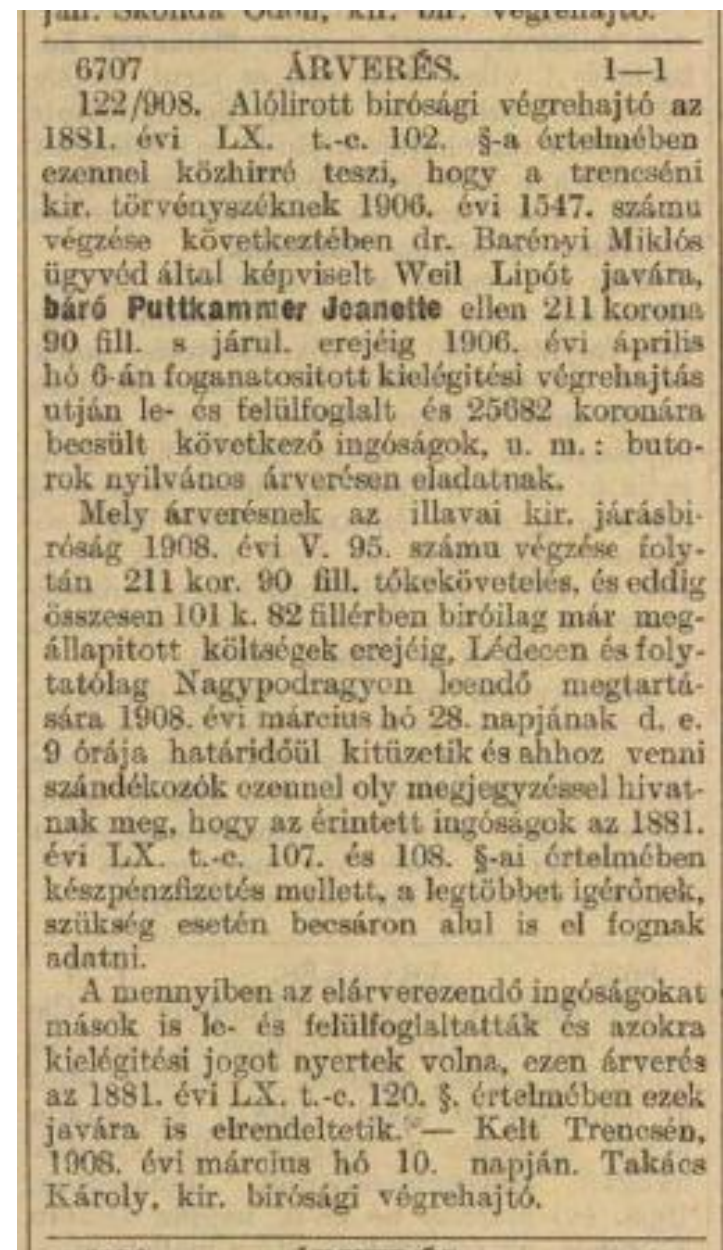 ján. Skonda Ödön, kir. bir. végrehajtó.
6707 ÁRVERÉS. 1—1
122/908. Alólirott birósági végrehajtó az
1881. évi LX. t.-c. 102. §-a értelmében
ezennel közhirré teszi, hogy a trencséni
kir. törvényszéknek 1906. évi 1547. számu
végzése következtében dr. Barényi Miklós
ügyvéd által képviselt Weil Lipót javára,
báró Puttkammer Jeanette ellen 211 korona
90 fill. s járul. erejéig 1906. évi április
hó 6-án foganatositott kielégitési végrehajtás
utján le- és felülfoglalt és 25682 koronára
becsült következő ingóságok, u. m.: buto-
rok nyilvános árverésen eladatnak.
Mely árverésnek az illavai kir. járásbi-
róság 1908. évi V. 95. számu végzése foly-
tán 211 kor. 90 fill. tőkekövetelés, és eddig
összesen 101 k. 82 fillérben biróilag már meg-
állapitott költségek erejéig, Lédecen és foly-
tatólag Nagypodragyon leendő megtartá-
sára 1908. évi március hó 28. napjának d. e.
9 órája határidőül kitüzetik és ahhoz venni
szándékozók ezennel oly megjegyzéssel hivat-
nak meg, hogy az érintett ingóságok az 1881.
évi LX. t.-c. 107. és 108. §-ai értelmében
készpénzfizetés mellett, a legtöbbet igérőnek,
szükség esetén becsáron alul is el fognak
adatni.
A mennyiben az elárverezendő ingóságokat
mások is le- és felülfoglaltatták és azokra
kielégitési jogot nyertek volna, ezen árverés
az 1881. évi LX. t.-c. 120. §. értelmében ezek
javára is elrendeltetik. — Kelt Trencsén,
1908. évi március hó 10. napján. Takács
Károly, kir. birósági végrehajtó.